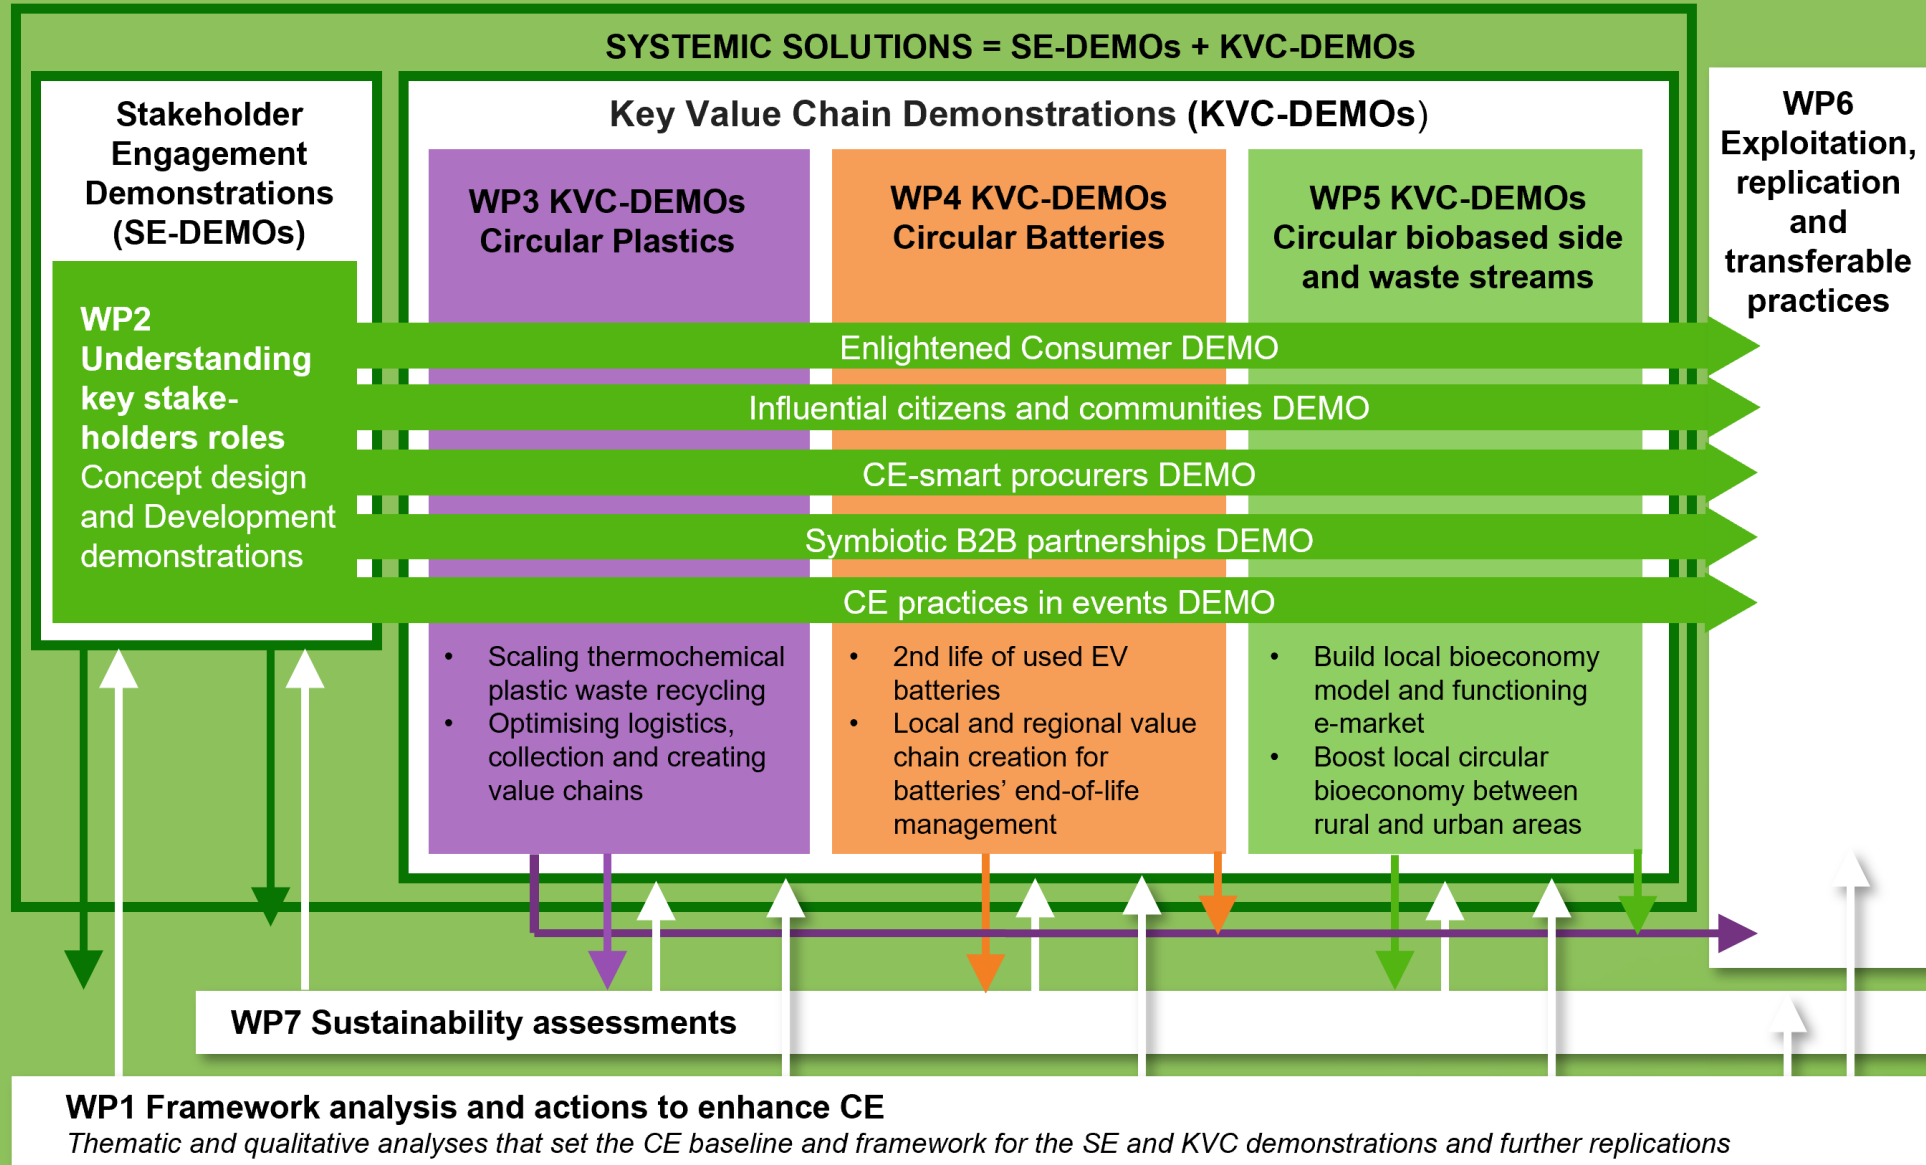 SYSTEMIC SOLUTIONS = SE-DEMOs + KVC-DEMOs
Stakeholder
Engagement
Demonstrations
(SE-DEMOs)
WP2
Understanding
key stake-
holders roles
Concept design
and Development
demonstrations
Key Value Chain Demonstrations (KVC-DEMOs)
WP3 KVC-DEMOs
Circular Plastics
WP4 KVC-DEMOs
Circular Batteries
WP5 KVC-DEMOs
Circular biobased side
and waste streams
Enlightened Consumer DEMO
Influential citizens and communities DEMO
CE-smart procurers DEMO
Symbiotic B2B partnerships DEMO
CE practices in events DEMO
• Scaling thermochemical
plastic waste recycling
• Optimising logistics,
collection and creating
value chains
• 2nd life of used EV
batteries
• Local and regional value
chain creation for
batteries’ end-of-life
management
• Build local bioeconomy
model and functioning
e-market
• Boost local circular
bioeconomy between
rural and urban areas
WP6
Exploitation,
replication
and
transferable
practices
WP7 Sustainability assessments
WP1 Framework analysis and actions to enhance CE
Thematic and qualitative analyses that set the CE baseline and framework for the SE and KVC demonstrations and further replications